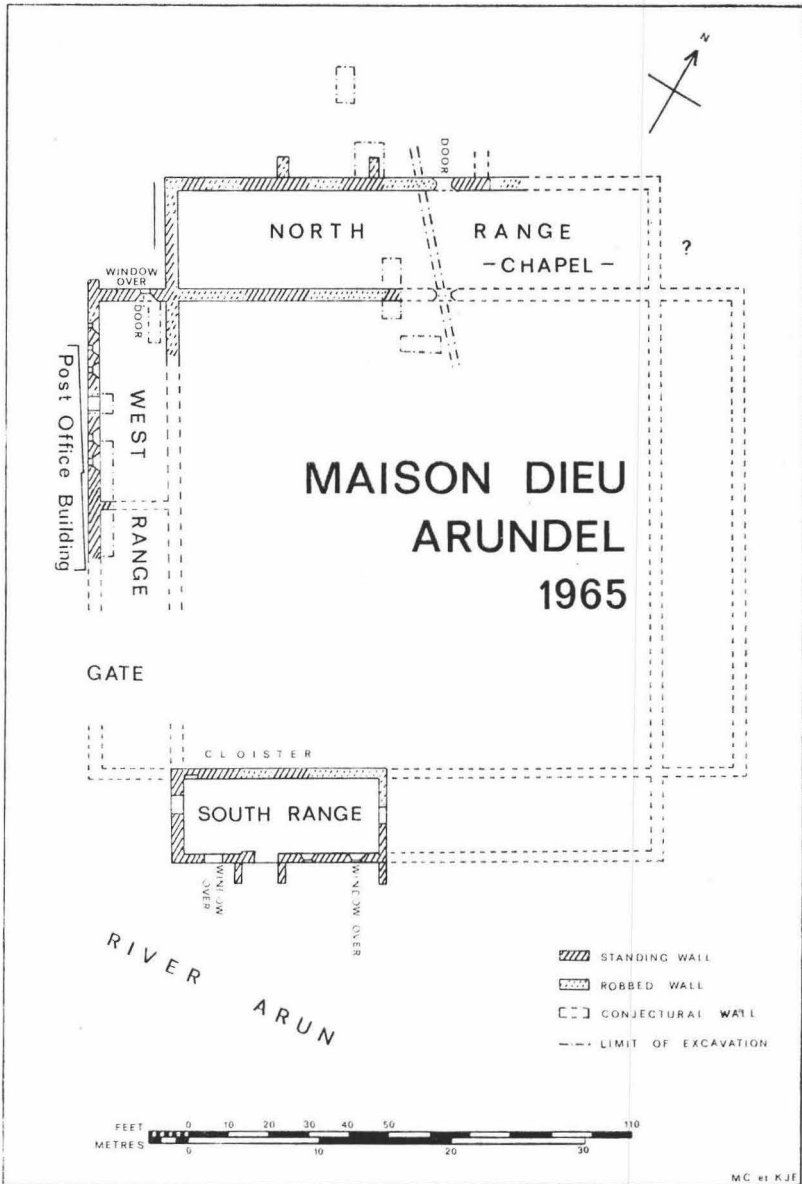 N
DOOR
NORTH RANGE
-CHAPEL-
?
WINDOW
OVER
DOOR
Post Office Building
WEST
RANGE
MAISON DIEU
ARUNDEL
1965
GATE
CLOISTER
SOUTH RANGE
WINDOW
OVER
WINDOW OVER
RIVER ARUN
STANDING WALL
ROBBED WALL
CONJECTURAL WALL
LIMIT OF EXCAVATION
FEET 0 10 20 30 40 50 110
METRES 0 10 20 30
MC et KJE